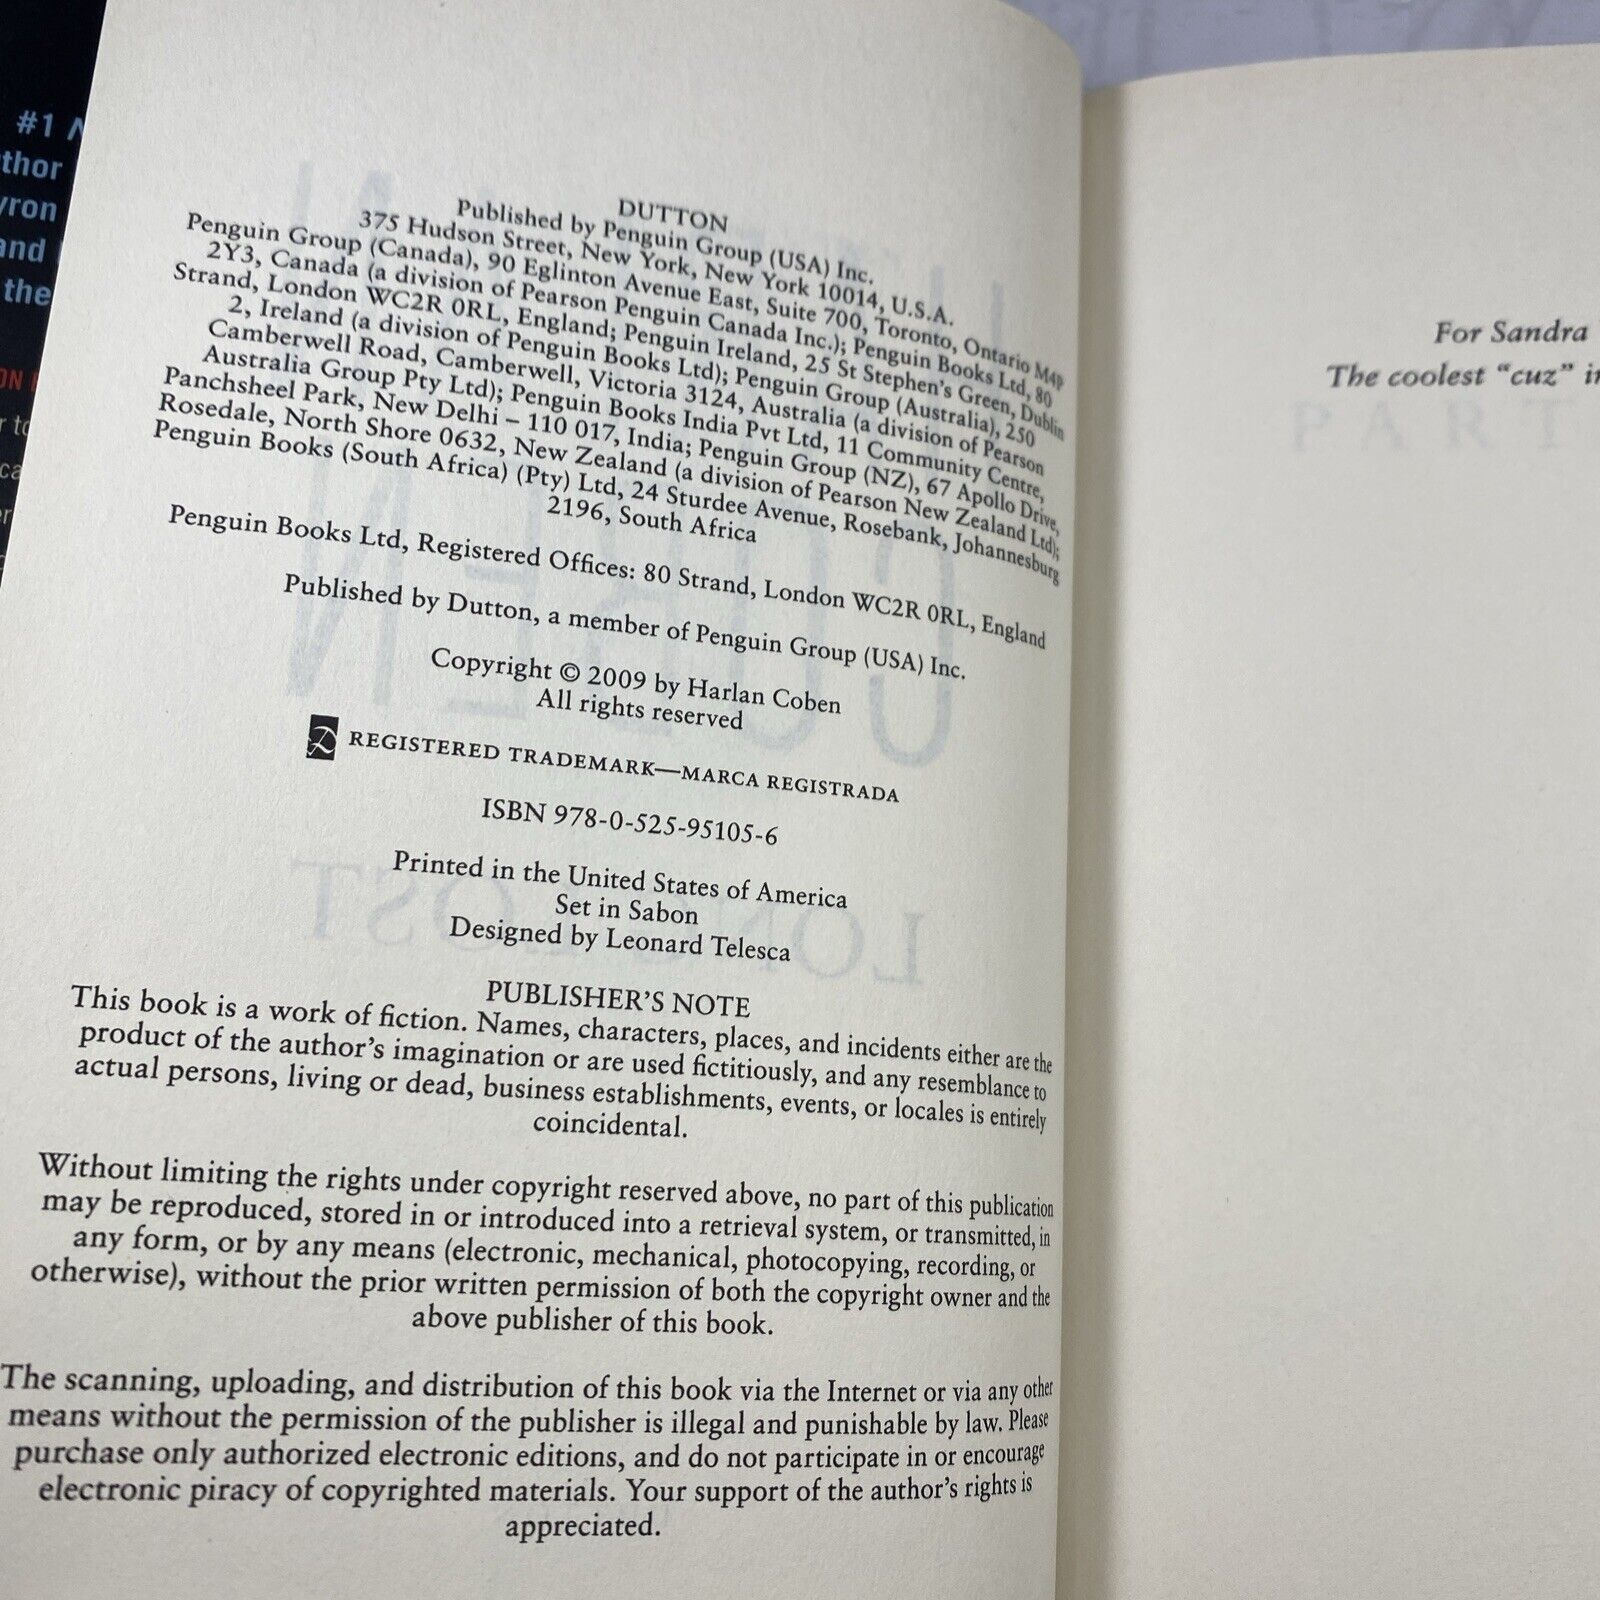 #1
thor
yron
and
the
ON
DUTTON
Published by Penguin Group (USA) Inc.
375 Hudson Street, New York, New York 10014, U.S.A.
Penguin Group (Canada), 90 Eglinton Avenue East, Suite 700, Toronto, Ontario M4P
2Y3, Canada (a division of Pearson Penguin Canada Inc.); Penguin Books Ltd, 80
Strand, London WC2R 0RL, England; Penguin Ireland, 25 St Stephen's Green, Dublin
2, Ireland (a division of Penguin Books Ltd); Penguin Group (Australia), 250
Camberwell Road, Camberwell, Victoria 3124, Australia (a division of Pearson
Australia Group Pty Ltd); Penguin Books India Pvt Ltd, 11 Community Centre,
Panchsheel Park, New Delhi – 110 017, India; Penguin Group (NZ), 67 Apollo Drive,
Rosedale, North Shore 0632, New Zealand (a division of Pearson New Zealand Ltd);
Penguin Books (South Africa) (Pty) Ltd, 24 Sturdee Avenue, Rosebank, Johannesburg
2196, South Africa
Penguin Books Ltd, Registered Offices: 80 Strand, London WC2R 0RL, England
Published by Dutton, a member of Penguin Group (USA) Inc.
Copyright © 2009 by Harlan Coben
All rights reserved
REGISTERED TRADEMARK—MARCA REGISTRADA
ISBN 978-0-525-95105-6
Printed in the United States of America
Set in Sabon
Designed by Leonard Telesca
PUBLISHER'S NOTE
This book is a work of fiction. Names, characters, places, and incidents either are the
product of the author's imagination or are used fictitiously, and any resemblance to
actual persons, living or dead, business establishments, events, or locales is entirely
coincidental.
Without limiting the rights under copyright reserved above, no part of this publication
may be reproduced, stored in or introduced into a retrieval system, or transmitted, in
any form, or by any means (electronic, mechanical, photocopying, recording, or
otherwise), without the prior written permission of both the copyright owner and the
above publisher of this book.
The scanning, uploading, and distribution of this book via the Internet or via any other
means without the permission of the publisher is illegal and punishable by law. Please
purchase only authorized electronic editions, and do not participate in or encourage
electronic piracy of copyrighted materials. Your support of the author's rights is
appreciated.
For Sandra
The coolest "cuz" in
PART